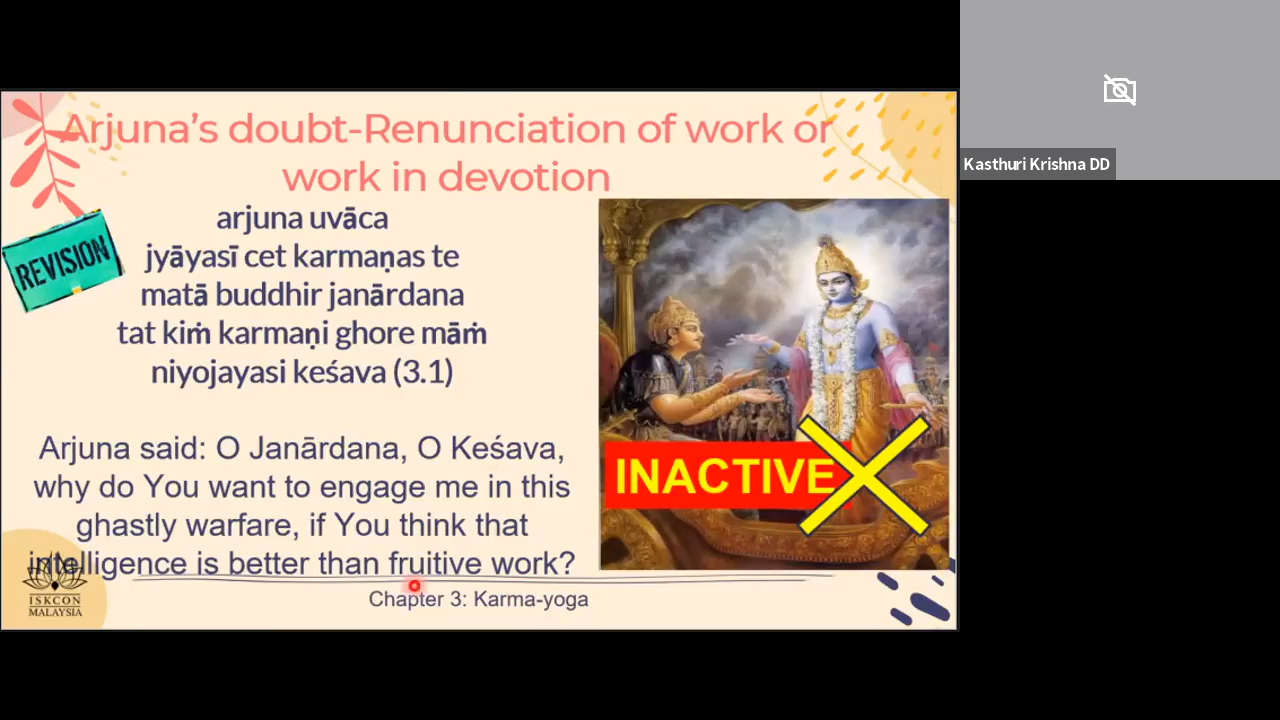 Arjuna’s doubt-Renunciation of work or
work in devotion
REVISION
arjuna uvāca
jyāyasī cet karmaṇas te
matā buddhir janārdana
tat kiṁ karmaṇi ghore māṁ
niyojayasi keśava (3.1)
Arjuna said: O Janārdana, O Keśava,
why do You want to engage me in this
ghastly warfare, if You think that
intelligence is better than fruitive work?
INACTIVE
ISKCON
MALAYSIA
Chapter 3: Karma-yoga
Kasthuri Krishna DD